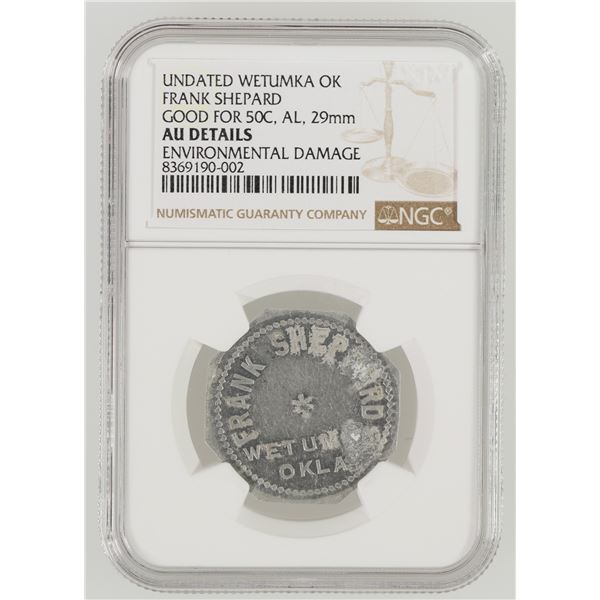 UNDATED WETUMKA OK
FRANK SHEPARD
GOOD FOR 50C, AL, 29mm
AU DETAILS
ENVIRONMENTAL DAMAGE
8369190-002
NUMISMATIC GUARANTY COMPANY
NGC®
FRANK SHEPARD
OKLA